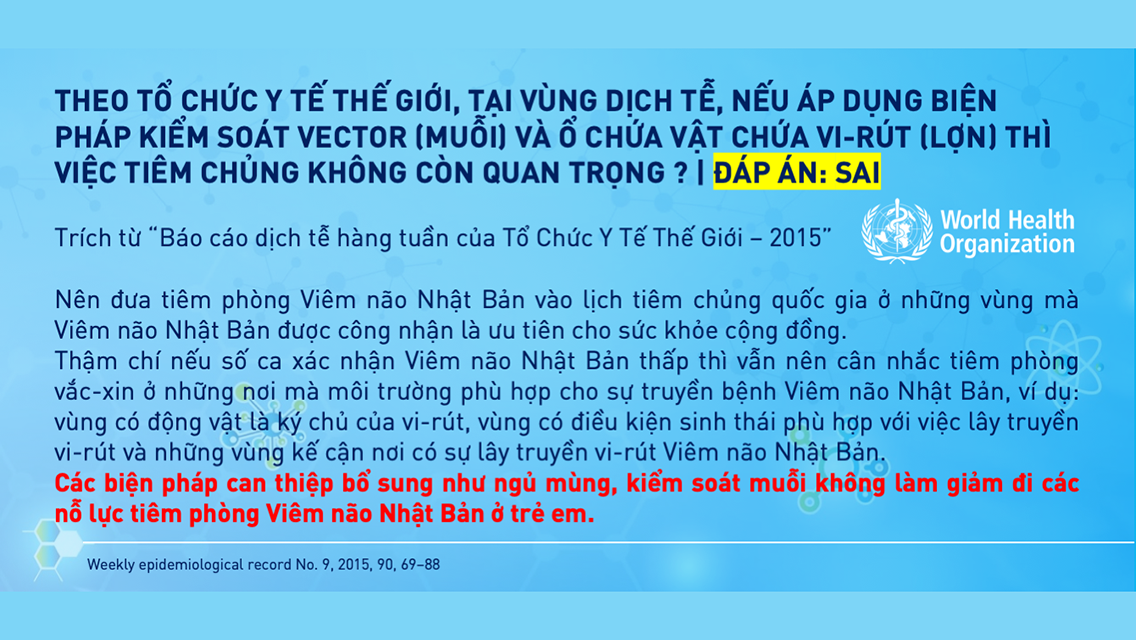 THEO TỔ CHỨC Y TẾ THẾ GIỚI, TẠI VÙNG DỊCH TỄ, NẾU ÁP DỤNG BIỆN
PHÁP KIỂM SOÁT VECTOR (MUỖI) VÀ Ổ CHỨA VẬT CHỨA VI-RÚT (LỢN) THÌ
VIỆC TIÊM CHỦNG KHÔNG CÒN QUAN TRỌNG ? | ĐÁP ÁN: SAI
Trích từ “Báo cáo dịch tễ hàng tuần của Tổ Chức Y Tế Thế Giới – 2015”
World Health
Organization
Nên đưa tiêm phòng Viêm não Nhật Bản vào lịch tiêm chủng quốc gia ở những vùng mà
Viêm não Nhật Bản được công nhận là ưu tiên cho sức khỏe cộng đồng.
Thậm chí nếu số ca xác nhận Viêm não Nhật Bản thấp thì vẫn nên cân nhắc tiêm phòng
vắc-xin ở những nơi mà môi trường phù hợp cho sự truyền bệnh Viêm não Nhật Bản, ví dụ:
vùng có động vật là ký chủ của vi-rút, vùng có điều kiện sinh thái phù hợp với việc lây truyền
vi-rút và những vùng kế cận nơi có sự lây truyền vi-rút Viêm não Nhật Bản.
Các biện pháp can thiệp bổ sung như ngủ mùng, kiểm soát muỗi không làm giảm đi các
nỗ lực tiêm phòng Viêm não Nhật Bản ở trẻ em.
Weekly epidemiological record No. 9, 2015, 90, 69–88